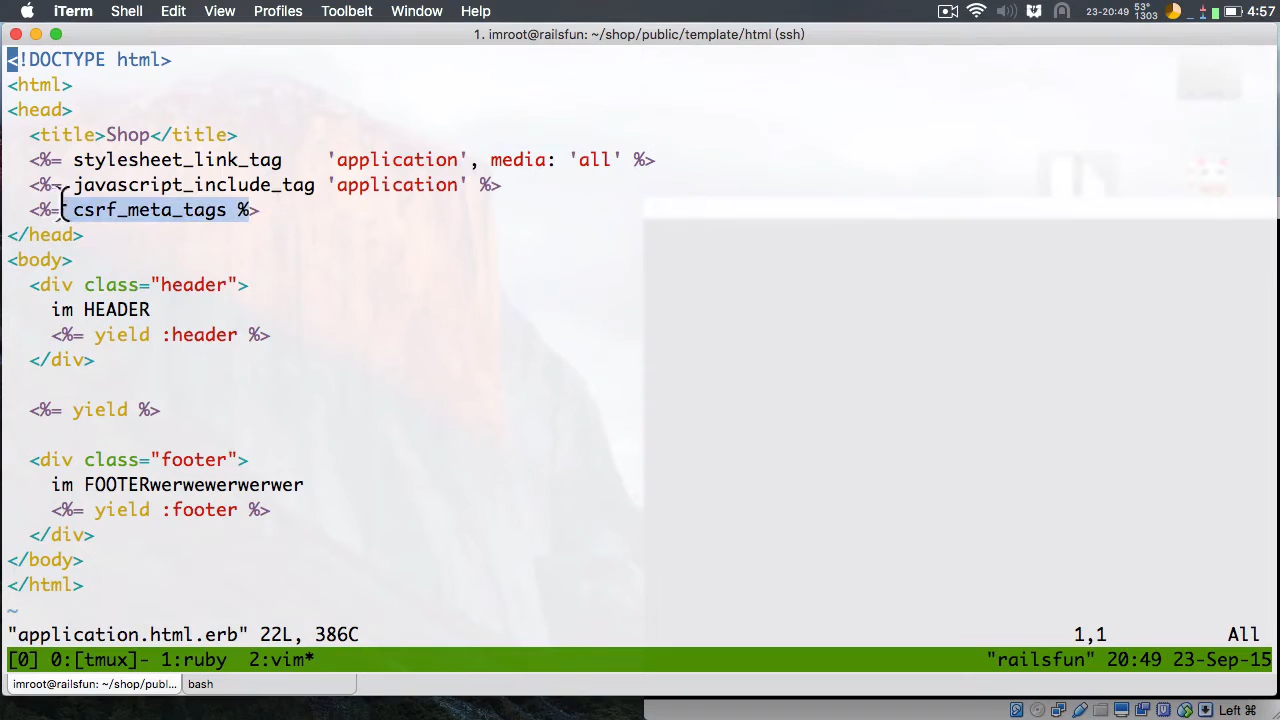 iTerm Shell Edit View Profiles Toolbelt Window Help 23-20:49 53° 1303 4:57
1. imroot@railsfun: ~/shop/public/template/html (ssh)
<!DOCTYPE html>
<html>
<head>
<title>Shop</title>
<%= stylesheet_link_tag 'application', media: 'all' %>
<%= javascript_include_tag 'application' %>
<%= csrf_meta_tags %>
</head>
<body>
<div class="header">
im HEADER
<%= yield :header %>
</div>
<%= yield %>
<div class="footer">
im FOOTERwerwewerwerwer
<%= yield :footer %>
</div>
</body>
</html>
~
"application.html.erb" 22L, 386C 1,1 All
[0] 0:[tmux]- 1:ruby 2:vim* "railsfun" 20:49 23-Sep-15
imroot@railsfun: ~/shop/publ... bash
Left ⌘